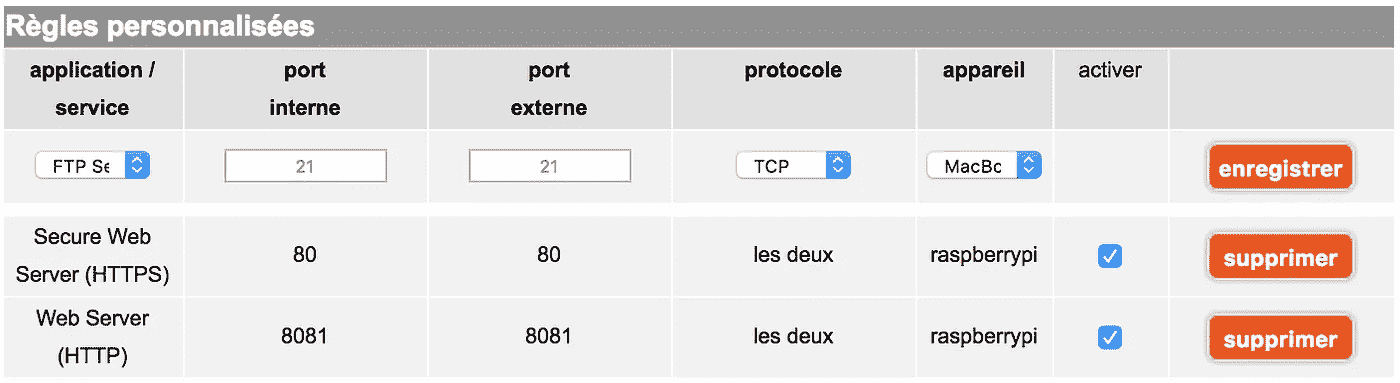 Règles personnalisées
application / service
port interne
port externe
protocole
appareil
activer
FTP Se
21
21
TCP
MacBo
enregistrer
Secure Web Server (HTTPS)
80
80
les deux
raspberrypi
supprimer
Web Server (HTTP)
8081
8081
les deux
raspberrypi
supprimer